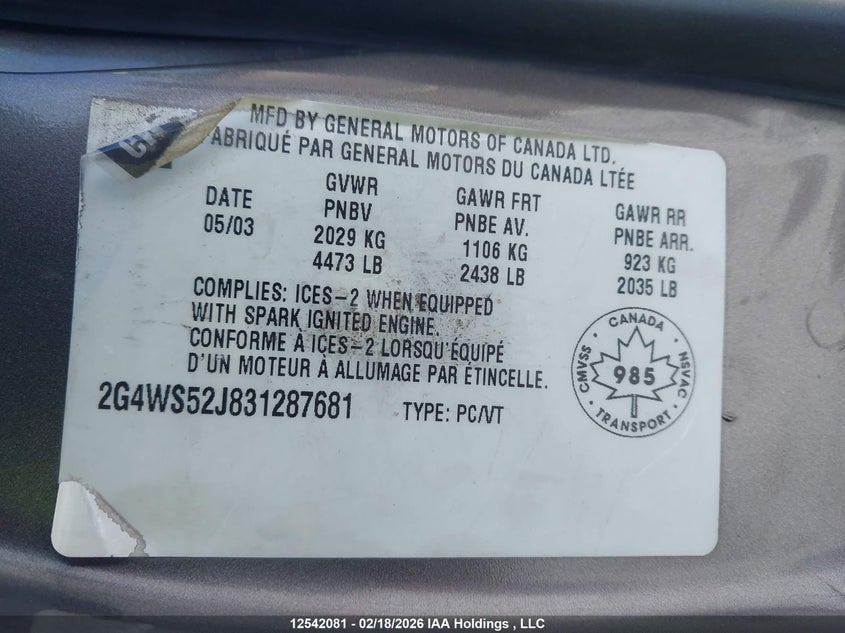 GM
MFD BY GENERAL MOTORS OF CANADA LTD.
FABRIQUÉ PAR GENERAL MOTORS DU CANADA LTÉE
DATE
05/03
GVWR
PNBV
2029 KG
4473 LB
GAWR FRT
PNBE AV.
1106 KG
2438 LB
GAWR RR
PNBE ARR.
923 KG
2035 LB
COMPLIES: ICES-2 WHEN EQUIPPED
WITH SPARK IGNITED ENGINE.
CONFORME À ICES-2 LORSQU'ÉQUIPÉ
D'UN MOTEUR À ALLUMAGE PAR ÉTINCELLE.
2G4WS52J831287681 TYPE: PC/VT
CANADA
CMVSS
985
NSVAC
TRANSPORT
12542081 - 02/18/2026 IAA Holdings , LLC